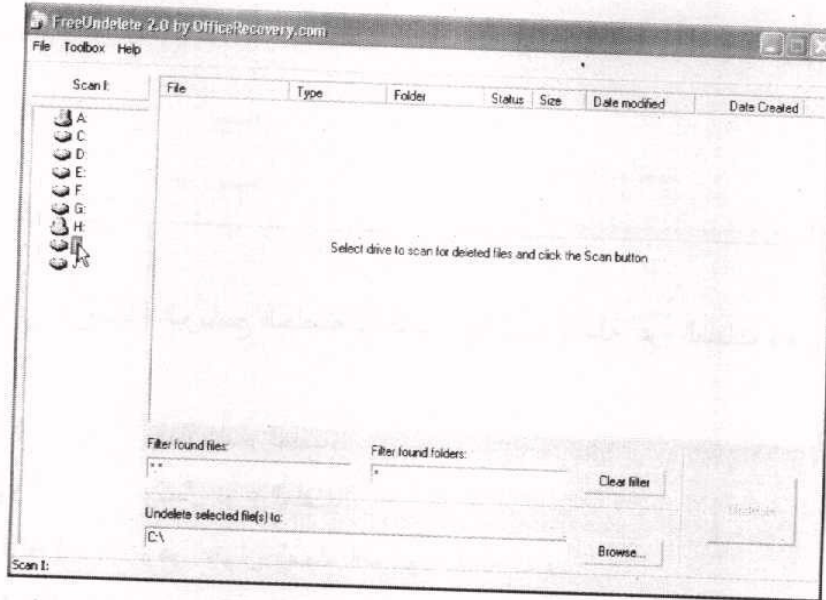 FreeUndelete 2.0 by OfficeRecovery.com
File Toolbox Help
Scan I:
File Type Folder Status Size Date modified Date Created
A:
C:
D:
E:
F:
G:
H:
Select drive to scan for deleted files and click the Scan button
Filter found files:
*.*
Filter found folders:
*
Clear filter
Undelete selected file(s) to:
C:\
Browse...
Scan I: